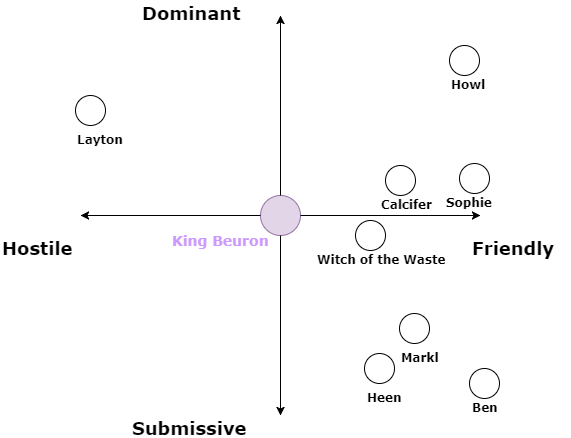 Dominant
Howl
Layton
Calcifer
Sophie
King Beuron
Hostile
Friendly
Witch of the Waste
Markl
Heen
Ben
Submissive